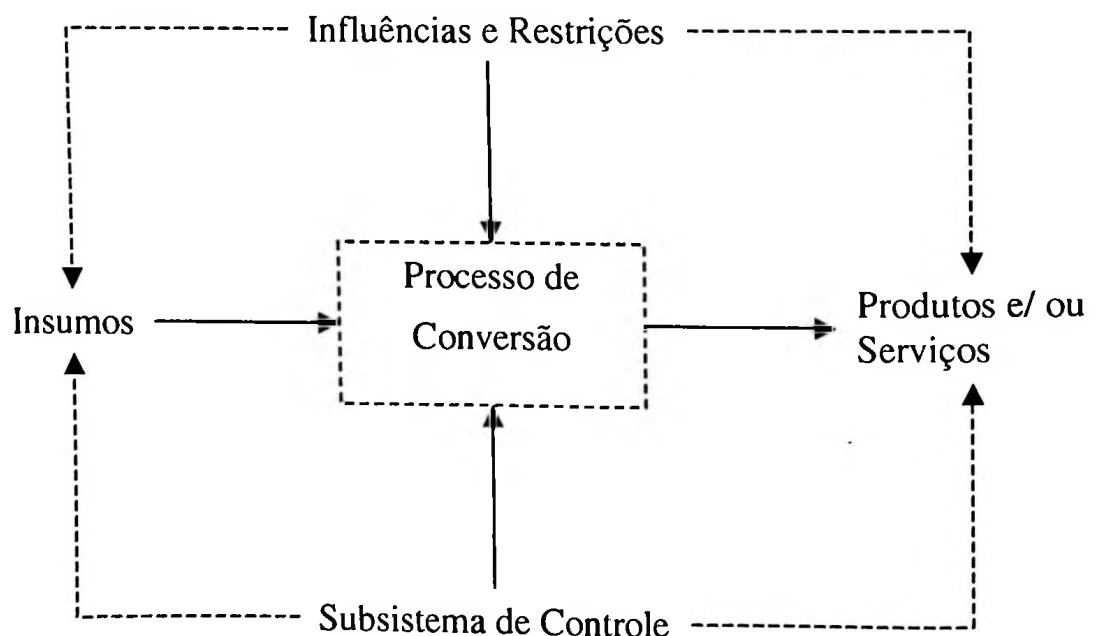 Influências e Restrições
Processo de
Conversão
Insumos
Produtos e/ ou
Serviços
Subsistema de Controle